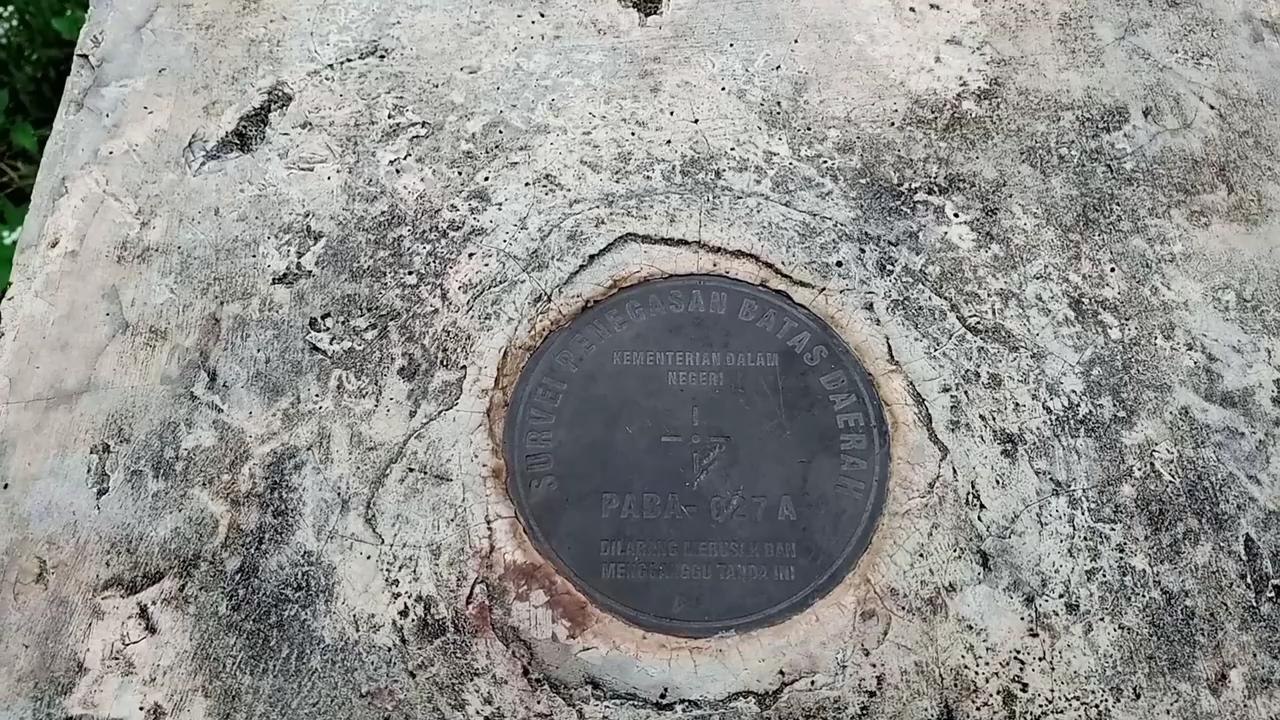 SURVEI PENEGASAN BATAS DAERAH
KEMENTERIAN DALAM
NEGERI
PABA- 027 A
DILARANG MERUSAK DAN
MENGGANGGU TANDA INI